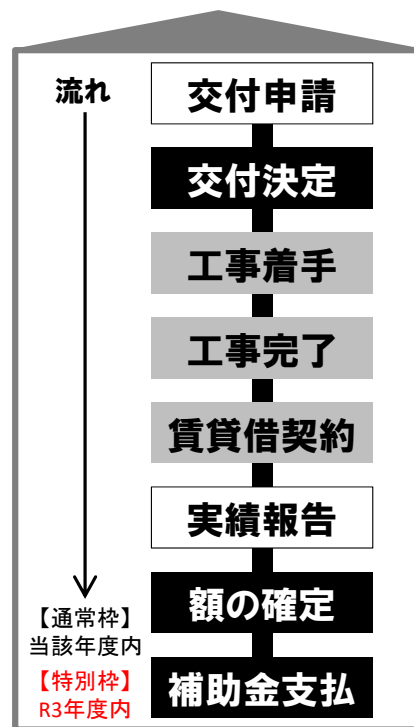 流れ
交付申請
交付決定
工事着手
工事完了
賃貸借契約
実績報告
額の確定
補助金支払
【通常枠】
当該年度内
【特別枠】
R3年度内